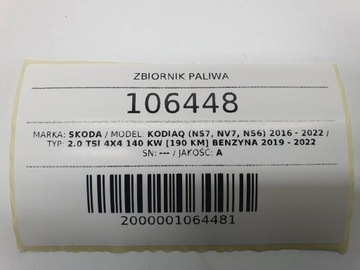 ZBIORNIK PALIWA
106448
MARKA: SKODA / MODEL: KODIAQ (NS7, NV7, NS6) 2016 - 2022 /
TYP: 2.0 TSI 4X4 140 KW [190 KM] BENZYNA 2019 - 2022
SN: --- / JAKOŚĆ: A
2000001064481